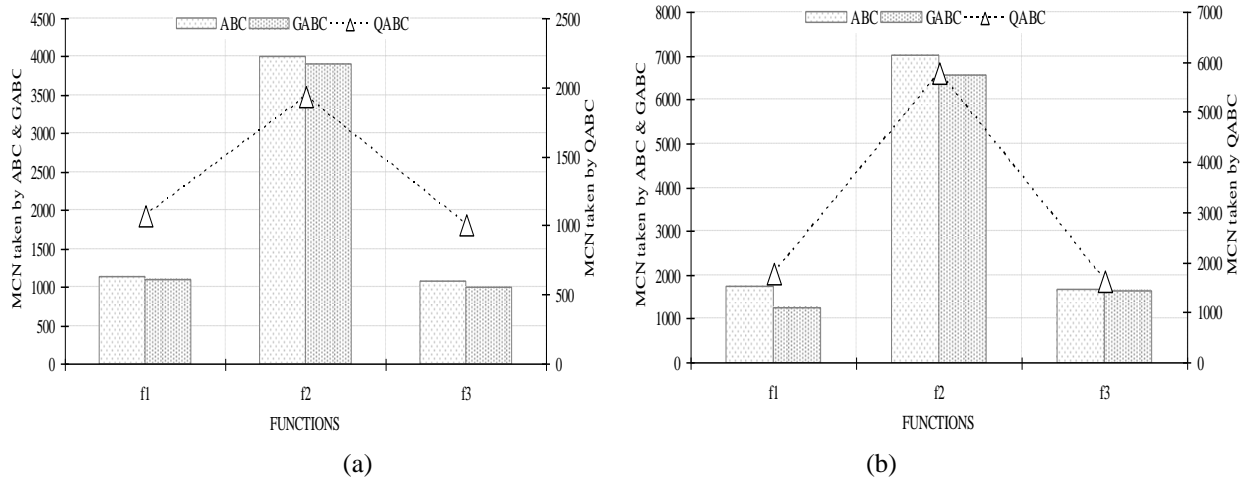 ABC GABC QABC
MCN taken by ABC & GABC
4500
4000
3500
3000
2500
2000
1500
1000
500
0
2500
2000
1500
1000
500
0
MCN taken by QABC
f1 f2 f3
FUNCTIONS
(a)
ABC GABC QABC
MCN taken by ABC & GABC
8000
7000
6000
5000
4000
3000
2000
1000
0
7000
6000
5000
4000
3000
2000
1000
0
MCN taken by QABC
f1 f2 f3
FUNCTIONS
(b)